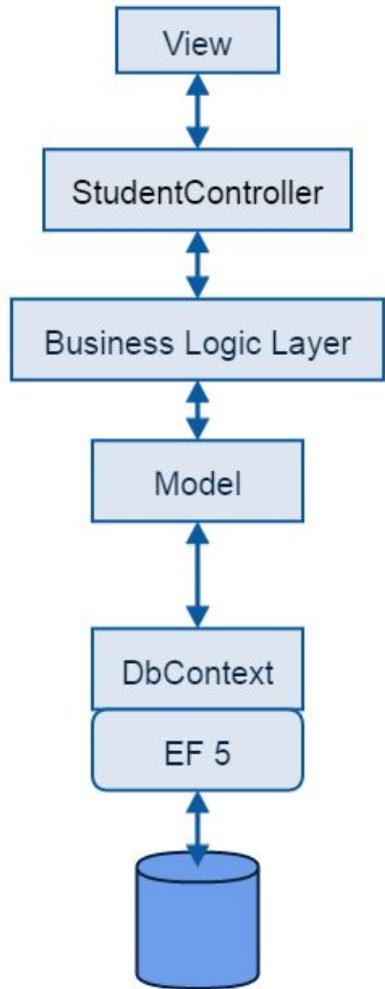 View
StudentController
Business Logic Layer
Model
DbContext
EF 5